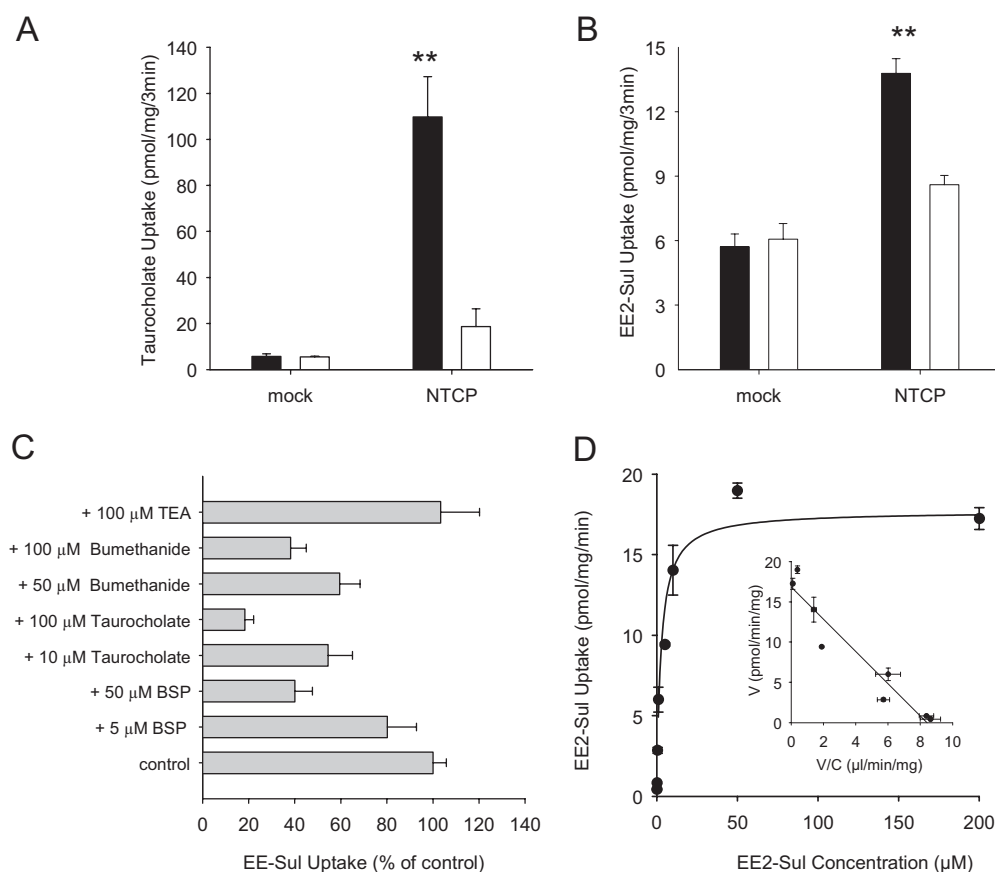 A
Taurocholate Uptake (pmol/mg/3min)
140
120
100
80
60
40
20
0
**
mock
NTCP
B
EE2-Sul Uptake (pmol/mg/3min)
15
12
9
6
3
0
**
mock
NTCP
C
+ 100 μM TEA
+ 100 μM Bumethanide
+ 50 μM Bumethanide
+ 100 μM Taurocholate
+ 10 μM Taurocholate
+ 50 μM BSP
+ 5 μM BSP
control
0 20 40 60 80 100 120 140
EE-Sul Uptake (% of control)
D
EE2-Sul Uptake (pmol/mg/min)
20
15
10
5
0
0 50 100 150 200
EE2-Sul Concentration (μM)
V (pmol/min/mg)
20
15
10
5
0
0 2 4 6 8 10
V/C (μl/min/mg)